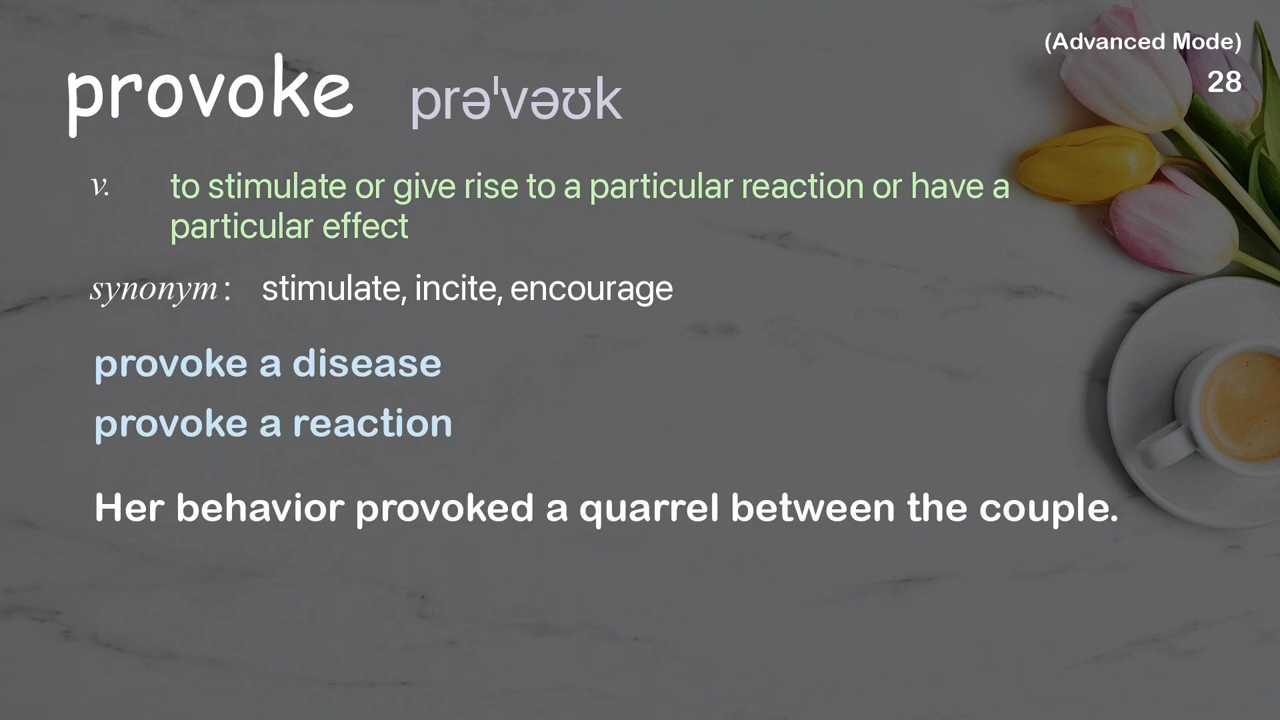 (Advanced Mode)
28
provoke prəˈvəʊk
v. to stimulate or give rise to a particular reaction or have a
particular effect
synonym : stimulate, incite, encourage
provoke a disease
provoke a reaction
Her behavior provoked a quarrel between the couple.